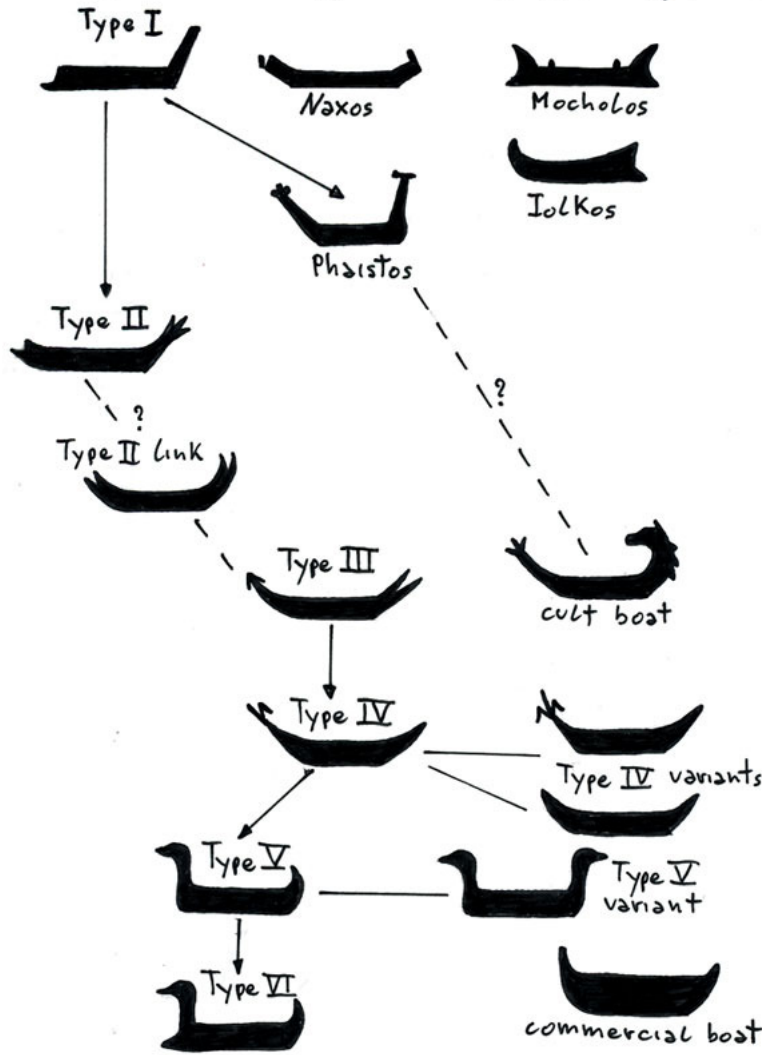 Type I
Naxos
Mocholos
Iolkos
Phaistos
Type II
?
?
Type II link
Type III
cult boat
Type IV
Type IV variants
Type V
Type V
variant
Type VI
commercial boat